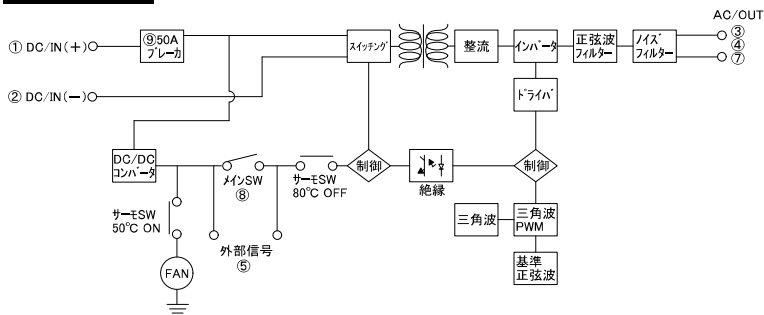 AC/OUT
① DC/IN(+)
⑨50A
ブレーカ
スイッチング
整流
インバータ
正弦波
フィルター
ノイズ
フィルター
③
④
⑦
② DC/IN(−)
ドライバ
DC/DC
コンバータ
メインSW
⑧
サーモSW
80℃ OFF
制御
絶縁
制御
サーモSW
50℃ ON
外部信号
⑤
三角波
三角波
PWM
FAN
基準
正弦波